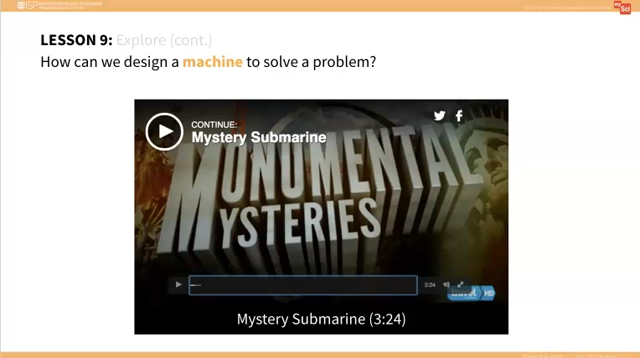 LESSON 9: Explore (cont.)
How can we design a machine to solve a problem?
CONTINUE:
Mystery Submarine
MONUMENTAL
MYSTERIES
3:24
HD
Mystery Submarine (3:24)